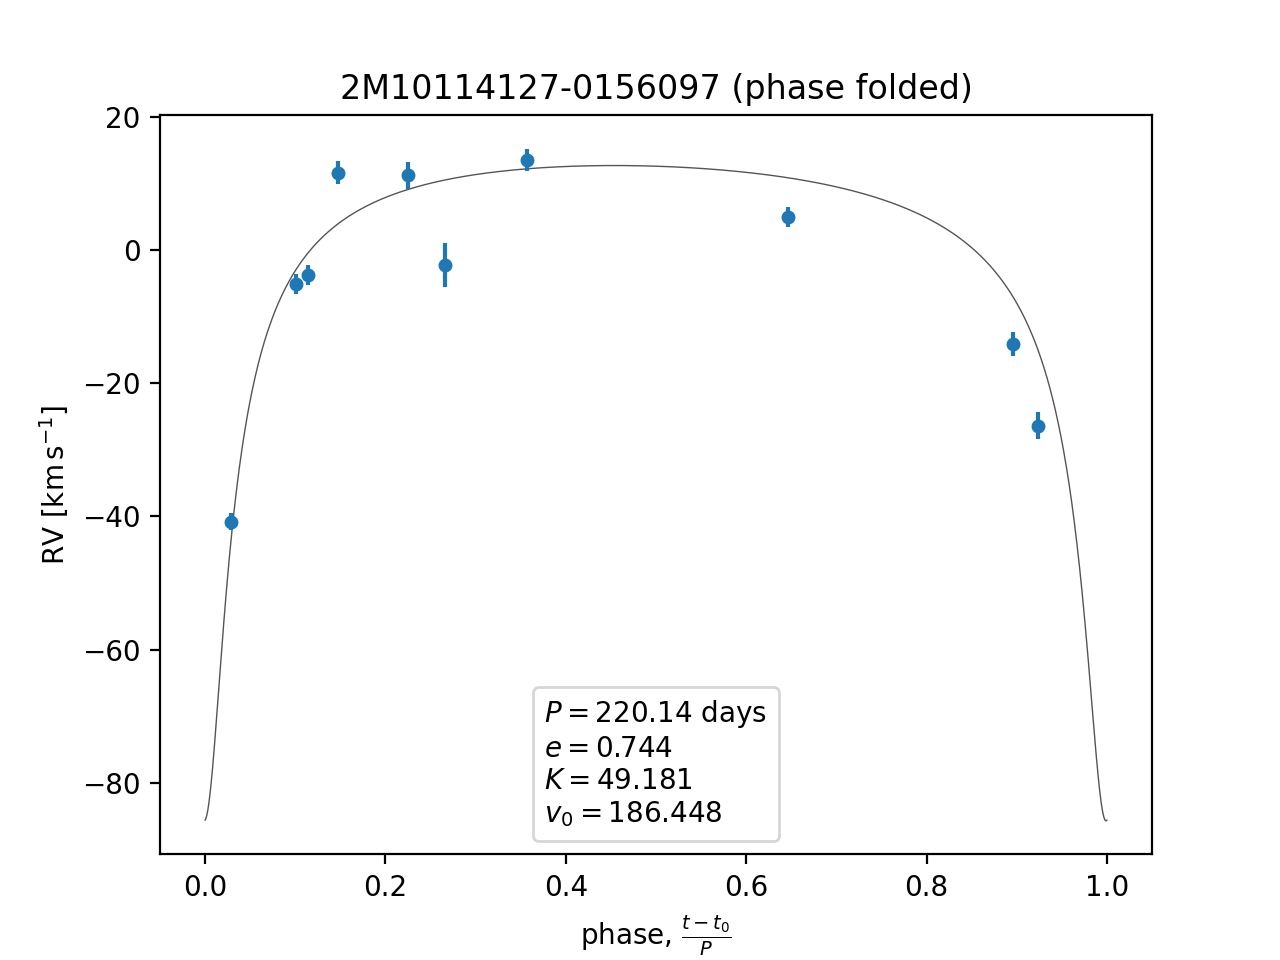 2M10114127-0156097 (phase folded)
20
0
−20
−40
−60
−80
RV [km s⁻¹]
P = 220.14 days
e = 0.744
K = 49.181
v₀ = 186.448
0.0 0.2 0.4 0.6 0.8 1.0
phase, (t − t₀)/P